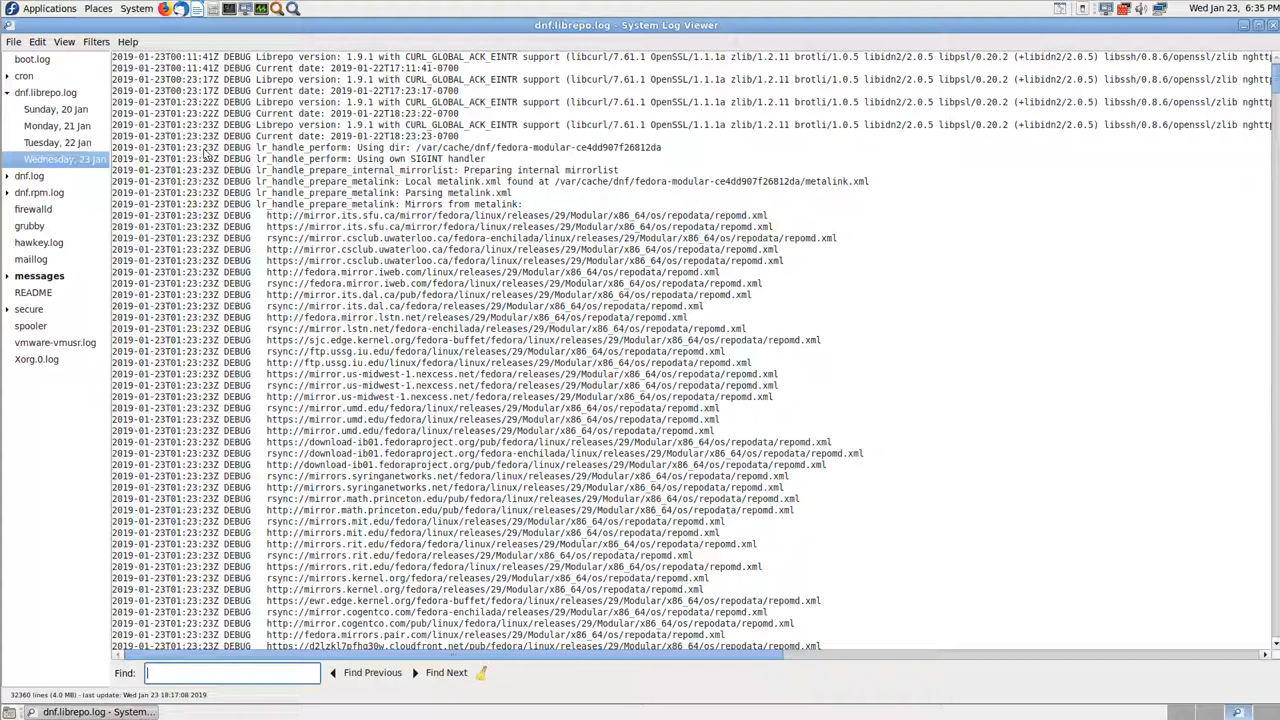 Applications Places System Wed Jan 23, 6:35 PM
dnf.librepo.log - System Log Viewer
File Edit View Filters Help
boot.log
cron
dnf.librepo.log
Sunday, 20 Jan
Monday, 21 Jan
Tuesday, 22 Jan
Wednesday, 23 Jan
dnf.log
dnf.rpm.log
firewalld
grubby
hawkey.log
maillog
messages
README
secure
spooler
vmware-vmusr.log
Xorg.0.log
2019-01-23T00:11:41Z DEBUG Librepo version: 1.9.1 with CURL_GLOBAL_ACK_EINTR support (libcurl/7.61.1 OpenSSL/1.1.1a zlib/1.2.11 brotli/1.0.5 libidn2/2.0.5 libpsl/0.20.2 (+libidn2/2.0.5) libssh/0.8.6/openssl/zlib nghttp
2019-01-23T00:11:41Z DEBUG Current date: 2019-01-22T17:11:41-0700
2019-01-23T00:23:17Z DEBUG Librepo version: 1.9.1 with CURL_GLOBAL_ACK_EINTR support (libcurl/7.61.1 OpenSSL/1.1.1a zlib/1.2.11 brotli/1.0.5 libidn2/2.0.5 libpsl/0.20.2 (+libidn2/2.0.5) libssh/0.8.6/openssl/zlib nghttp
2019-01-23T00:23:17Z DEBUG Current date: 2019-01-22T17:23:17-0700
2019-01-23T01:23:22Z DEBUG Librepo version: 1.9.1 with CURL_GLOBAL_ACK_EINTR support (libcurl/7.61.1 OpenSSL/1.1.1a zlib/1.2.11 brotli/1.0.5 libidn2/2.0.5 libpsl/0.20.2 (+libidn2/2.0.5) libssh/0.8.6/openssl/zlib nghttp
2019-01-23T01:23:22Z DEBUG Current date: 2019-01-22T18:23:22-0700
2019-01-23T01:23:23Z DEBUG Librepo version: 1.9.1 with CURL_GLOBAL_ACK_EINTR support (libcurl/7.61.1 OpenSSL/1.1.1a zlib/1.2.11 brotli/1.0.5 libidn2/2.0.5 libpsl/0.20.2 (+libidn2/2.0.5) libssh/0.8.6/openssl/zlib nghttp
2019-01-23T01:23:23Z DEBUG Current date: 2019-01-22T18:23:23-0700
2019-01-23T01:23:23Z DEBUG lr_handle_perform: Using dir: /var/cache/dnf/fedora-modular-ce4dd907f26812da
2019-01-23T01:23:23Z DEBUG lr_handle_perform: Using own SIGINT handler
2019-01-23T01:23:23Z DEBUG lr_handle_prepare_internal_mirrorlist: Preparing internal mirrorlist
2019-01-23T01:23:23Z DEBUG lr_handle_prepare_metalink: Local metalink.xml found at /var/cache/dnf/fedora-modular-ce4dd907f26812da/metalink.xml
2019-01-23T01:23:23Z DEBUG lr_handle_prepare_metalink: Parsing metalink.xml
2019-01-23T01:23:23Z DEBUG lr_handle_prepare_metalink: Mirrors from metalink:
2019-01-23T01:23:23Z DEBUG http://mirror.its.sfu.ca/mirror/fedora/linux/releases/29/Modular/x86_64/os/repodata/repomd.xml
2019-01-23T01:23:23Z DEBUG https://mirror.its.sfu.ca/mirror/fedora/linux/releases/29/Modular/x86_64/os/repodata/repomd.xml
2019-01-23T01:23:23Z DEBUG rsync://mirror.csclub.uwaterloo.ca/fedora-enchilada/linux/releases/29/Modular/x86_64/os/repodata/repomd.xml
2019-01-23T01:23:23Z DEBUG http://mirror.csclub.uwaterloo.ca/fedora/linux/releases/29/Modular/x86_64/os/repodata/repomd.xml
2019-01-23T01:23:23Z DEBUG https://mirror.csclub.uwaterloo.ca/fedora/linux/releases/29/Modular/x86_64/os/repodata/repomd.xml
2019-01-23T01:23:23Z DEBUG http://fedora.mirror.iweb.com/linux/releases/29/Modular/x86_64/os/repodata/repomd.xml
2019-01-23T01:23:23Z DEBUG rsync://fedora.mirror.iweb.com/fedora/linux/releases/29/Modular/x86_64/os/repodata/repomd.xml
2019-01-23T01:23:23Z DEBUG http://mirror.its.dal.ca/pub/fedora/linux/releases/29/Modular/x86_64/os/repodata/repomd.xml
2019-01-23T01:23:23Z DEBUG rsync://mirror.its.dal.ca/fedora/linux/releases/29/Modular/x86_64/os/repodata/repomd.xml
2019-01-23T01:23:23Z DEBUG http://fedora.mirror.lstn.net/releases/29/Modular/x86_64/os/repodata/repomd.xml
2019-01-23T01:23:23Z DEBUG rsync://mirror.lstn.net/fedora-enchilada/releases/29/Modular/x86_64/os/repodata/repomd.xml
2019-01-23T01:23:23Z DEBUG https://sjc.edge.kernel.org/fedora-buffet/fedora/linux/releases/29/Modular/x86_64/os/repodata/repomd.xml
2019-01-23T01:23:23Z DEBUG rsync://ftp.ussg.iu.edu/fedora/linux/releases/29/Modular/x86_64/os/repodata/repomd.xml
2019-01-23T01:23:23Z DEBUG http://ftp.ussg.iu.edu/linux/fedora/linux/releases/29/Modular/x86_64/os/repodata/repomd.xml
2019-01-23T01:23:23Z DEBUG https://mirror.us-midwest-1.nexcess.net/fedora/releases/29/Modular/x86_64/os/repodata/repomd.xml
2019-01-23T01:23:23Z DEBUG rsync://mirror.us-midwest-1.nexcess.net/fedora/releases/29/Modular/x86_64/os/repodata/repomd.xml
2019-01-23T01:23:23Z DEBUG http://mirror.us-midwest-1.nexcess.net/fedora/releases/29/Modular/x86_64/os/repodata/repomd.xml
2019-01-23T01:23:23Z DEBUG rsync://mirror.umd.edu/fedora/linux/releases/29/Modular/x86_64/os/repodata/repomd.xml
2019-01-23T01:23:23Z DEBUG https://mirror.umd.edu/fedora/linux/releases/29/Modular/x86_64/os/repodata/repomd.xml
2019-01-23T01:23:23Z DEBUG http://mirror.umd.edu/fedora/linux/releases/29/Modular/x86_64/os/repodata/repomd.xml
2019-01-23T01:23:23Z DEBUG https://download-ib01.fedoraproject.org/pub/fedora/linux/releases/29/Modular/x86_64/os/repodata/repomd.xml
2019-01-23T01:23:23Z DEBUG rsync://download-ib01.fedoraproject.org/fedora-enchilada/linux/releases/29/Modular/x86_64/os/repodata/repomd.xml
2019-01-23T01:23:23Z DEBUG http://download-ib01.fedoraproject.org/pub/fedora/linux/releases/29/Modular/x86_64/os/repodata/repomd.xml
2019-01-23T01:23:23Z DEBUG rsync://mirrors.syringanetworks.net/fedora/linux/releases/29/Modular/x86_64/os/repodata/repomd.xml
2019-01-23T01:23:23Z DEBUG http://mirrors.syringanetworks.net/fedora/linux/releases/29/Modular/x86_64/os/repodata/repomd.xml
2019-01-23T01:23:23Z DEBUG rsync://mirror.math.princeton.edu/pub/fedora/linux/releases/29/Modular/x86_64/os/repodata/repomd.xml
2019-01-23T01:23:23Z DEBUG http://mirror.math.princeton.edu/pub/fedora/linux/releases/29/Modular/x86_64/os/repodata/repomd.xml
2019-01-23T01:23:23Z DEBUG rsync://mirrors.mit.edu/fedora/linux/releases/29/Modular/x86_64/os/repodata/repomd.xml
2019-01-23T01:23:23Z DEBUG http://mirrors.mit.edu/fedora/linux/releases/29/Modular/x86_64/os/repodata/repomd.xml
2019-01-23T01:23:23Z DEBUG http://mirrors.rit.edu/fedora/fedora/linux/releases/29/Modular/x86_64/os/repodata/repomd.xml
2019-01-23T01:23:23Z DEBUG rsync://mirrors.rit.edu/fedora/releases/29/Modular/x86_64/os/repodata/repomd.xml
2019-01-23T01:23:23Z DEBUG https://mirrors.rit.edu/fedora/fedora/linux/releases/29/Modular/x86_64/os/repodata/repomd.xml
2019-01-23T01:23:23Z DEBUG rsync://mirrors.kernel.org/fedora/releases/29/Modular/x86_64/os/repodata/repomd.xml
2019-01-23T01:23:23Z DEBUG http://mirrors.kernel.org/fedora/releases/29/Modular/x86_64/os/repodata/repomd.xml
2019-01-23T01:23:23Z DEBUG https://ewr.edge.kernel.org/fedora-buffet/fedora/linux/releases/29/Modular/x86_64/os/repodata/repomd.xml
2019-01-23T01:23:23Z DEBUG rsync://mirror.cogentco.com/fedora-enchilada/releases/29/Modular/x86_64/os/repodata/repomd.xml
2019-01-23T01:23:23Z DEBUG http://mirror.cogentco.com/pub/linux/fedora/linux/releases/29/Modular/x86_64/os/repodata/repomd.xml
2019-01-23T01:23:23Z DEBUG http://fedora.mirrors.pair.com/linux/releases/29/Modular/x86_64/os/repodata/repomd.xml
2019-01-23T01:23:23Z DEBUG https://d2lzkl7pfhq30w.cloudfront.net/pub/fedora/linux/releases/29/Modular/x86_64/os/repodata/repomd.xml
Find: Find Previous Find Next
32360 lines (4.0 MB) - last update: Wed Jan 23 18:17:08 2019
dnf.librepo.log - System...